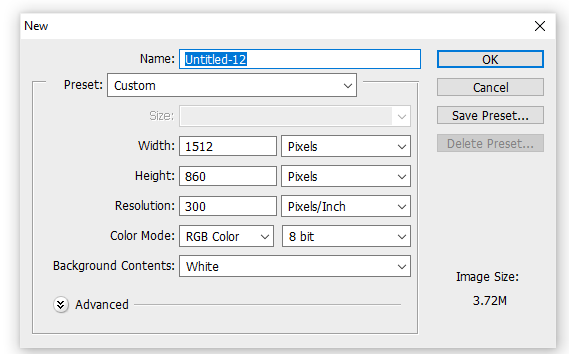 New
Name: Untitled-12
OK
Preset: Custom
Cancel
Size:
Save Preset...
Width: 1512 Pixels
Delete Preset...
Height: 860 Pixels
Resolution: 300 Pixels/Inch
Color Mode: RGB Color 8 bit
Background Contents: White
Image Size:
Advanced
3.72M